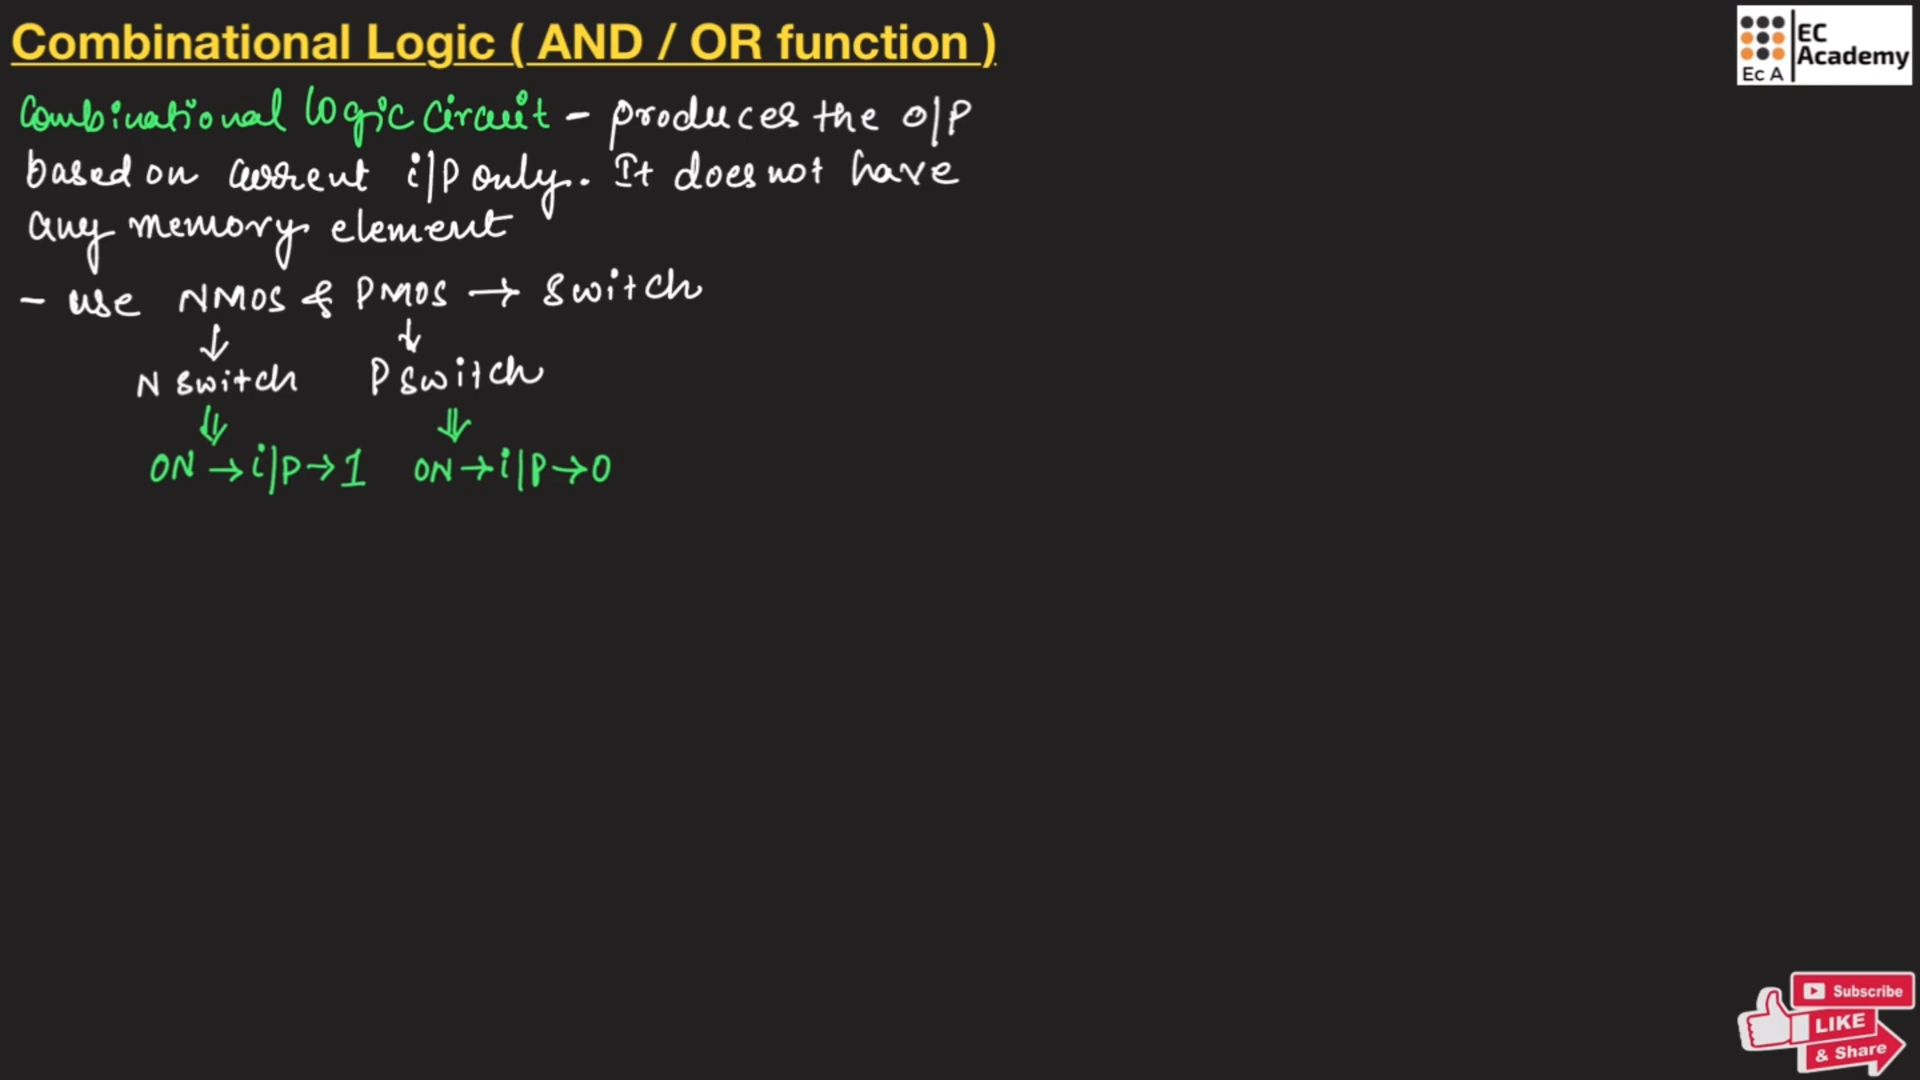 Combinational Logic ( AND / OR function )
EC
Academy
Ec A
Combinational logic circuit - produces the o/p
based on current i/p only. It does not have
any memory element
- use NMOS & PMOS → switch
↓ ↓
N switch P switch
⇓ ⇓
ON → i/p → 1 ON → i/p → 0
Subscribe
LIKE
& Share